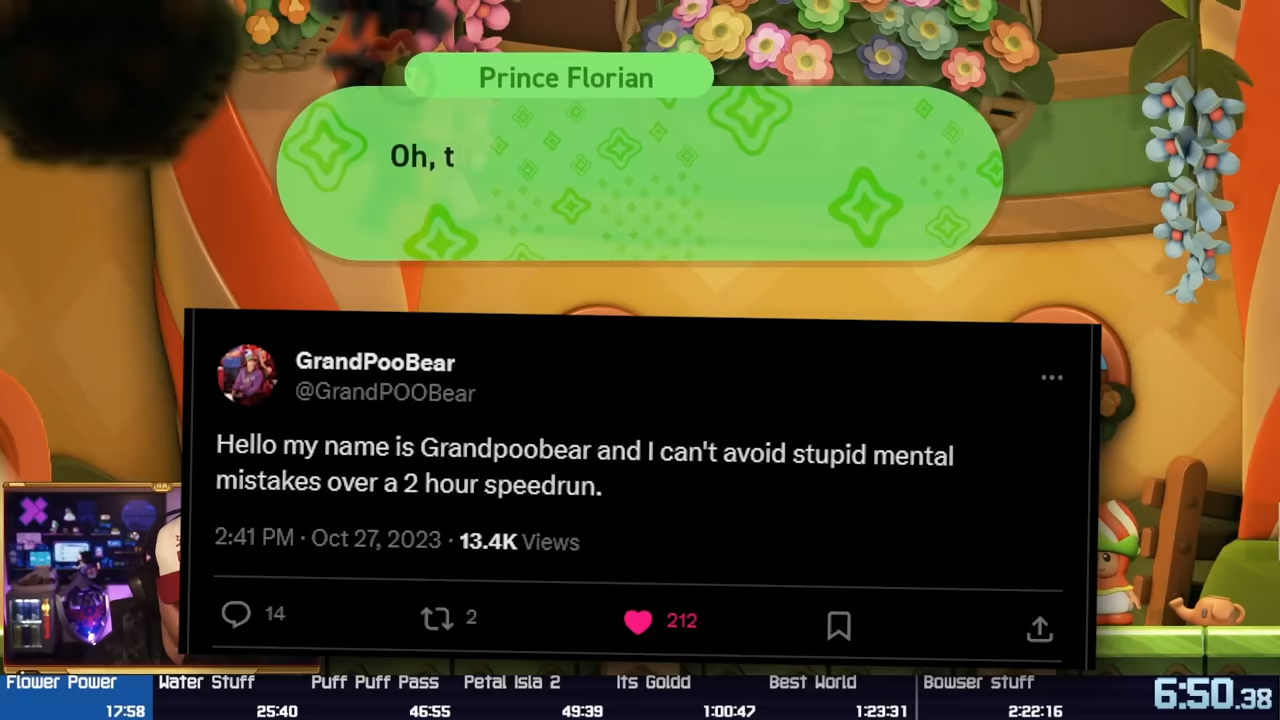 Prince Florian
Oh, t
GrandPooBear
@GrandPOOBear
Hello my name is Grandpoobear and I can't avoid stupid mental
mistakes over a 2 hour speedrun.
2:41 PM · Oct 27, 2023 · 13.4K Views
14 2 212
Flower Power Water Stuff Puff Puff Pass Petal Isla 2 Its Goldd Best World Bowser stuff
17:58 25:40 46:55 49:39 1:00:47 1:23:31 2:22:16
6:50.38